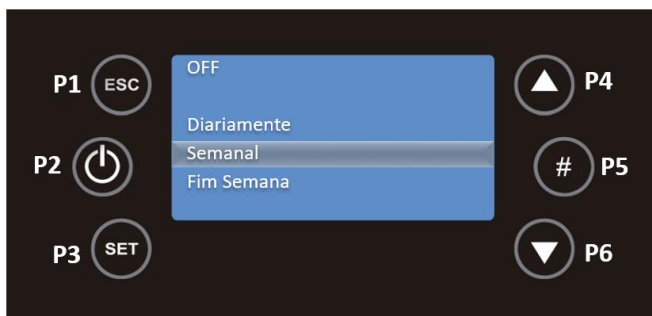 P1 ESC
OFF
P4
Diariamente
P2
Semanal
# P5
Fim Semana
P3 SET
P6